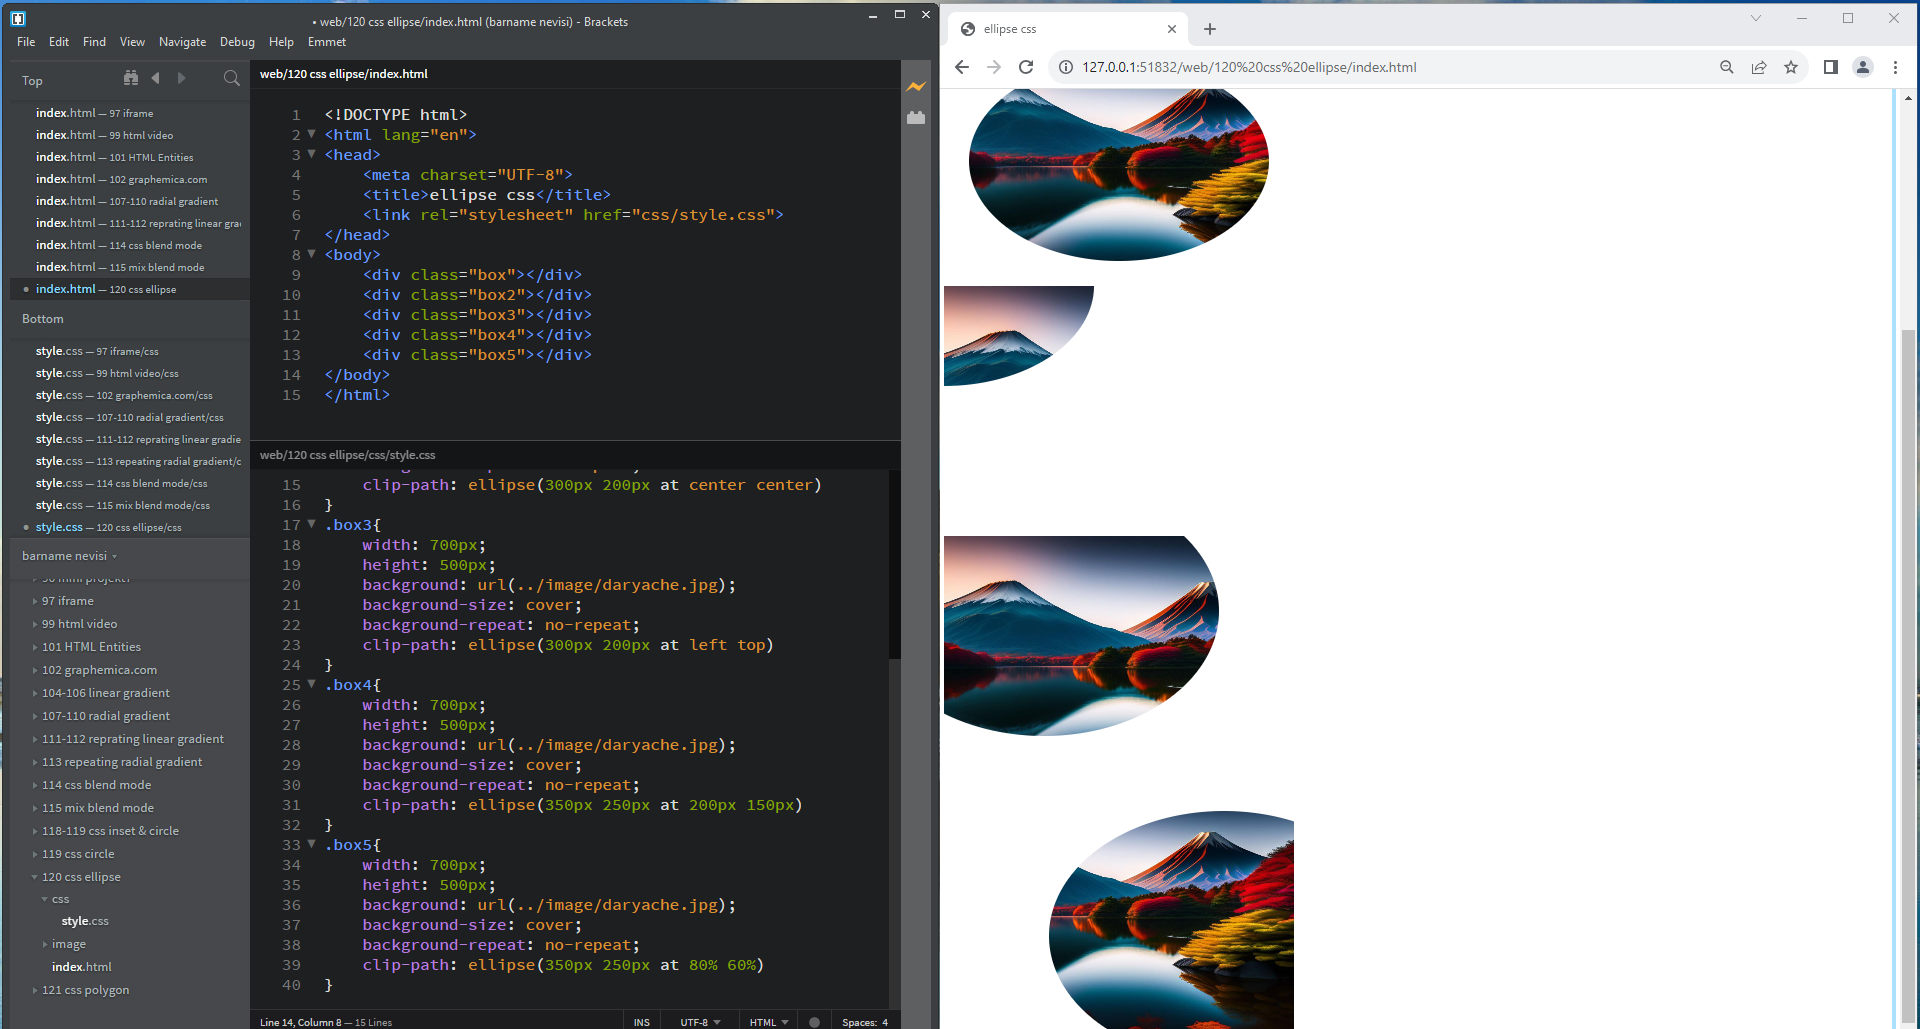 • web/120 css ellipse/index.html (barname nevisi) - Brackets
File Edit Find View Navigate Debug Help Emmet
Top
index.html — 97 iframe
index.html — 99 html video
index.html — 101 HTML Entities
index.html — 102 graphemica.com
index.html — 107-110 radial gradient
index.html — 111-112 reprating linear gra
index.html — 114 css blend mode
index.html — 115 mix blend mode
index.html — 120 css ellipse
Bottom
style.css — 97 iframe/css
style.css — 99 html video/css
style.css — 102 graphemica.com/css
style.css — 107-110 radial gradient/css
style.css — 111-112 reprating linear gradie
style.css — 113 repeating radial gradient/c
style.css — 114 css blend mode/css
style.css — 115 mix blend mode/css
style.css — 120 css ellipse/css
barname nevisi
97 iframe
99 html video
101 HTML Entities
102 graphemica.com
104-106 linear gradient
107-110 radial gradient
111-112 reprating linear gradient
113 repeating radial gradient
114 css blend mode
115 mix blend mode
118-119 css inset & circle
119 css circle
120 css ellipse
css
style.css
image
index.html
121 css polygon
web/120 css ellipse/index.html
1 <!DOCTYPE html>
2 <html lang="en">
3 <head>
4 <meta charset="UTF-8">
5 <title>ellipse css</title>
6 <link rel="stylesheet" href="css/style.css">
7 </head>
8 <body>
9 <div class="box"></div>
10 <div class="box2"></div>
11 <div class="box3"></div>
12 <div class="box4"></div>
13 <div class="box5"></div>
14 </body>
15 </html>
web/120 css ellipse/css/style.css
15 clip-path: ellipse(300px 200px at center center)
16 }
17 .box3{
18 width: 700px;
19 height: 500px;
20 background: url(../image/daryache.jpg);
21 background-size: cover;
22 background-repeat: no-repeat;
23 clip-path: ellipse(300px 200px at left top)
24 }
25 .box4{
26 width: 700px;
27 height: 500px;
28 background: url(../image/daryache.jpg);
29 background-size: cover;
30 background-repeat: no-repeat;
31 clip-path: ellipse(350px 250px at 200px 150px)
32 }
33 .box5{
34 width: 700px;
35 height: 500px;
36 background: url(../image/daryache.jpg);
37 background-size: cover;
38 background-repeat: no-repeat;
39 clip-path: ellipse(350px 250px at 80% 60%)
40 }
Line 14, Column 8 — 15 Lines INS UTF-8 HTML Spaces: 4
ellipse css
127.0.0.1:51832/web/120%20css%20ellipse/index.html